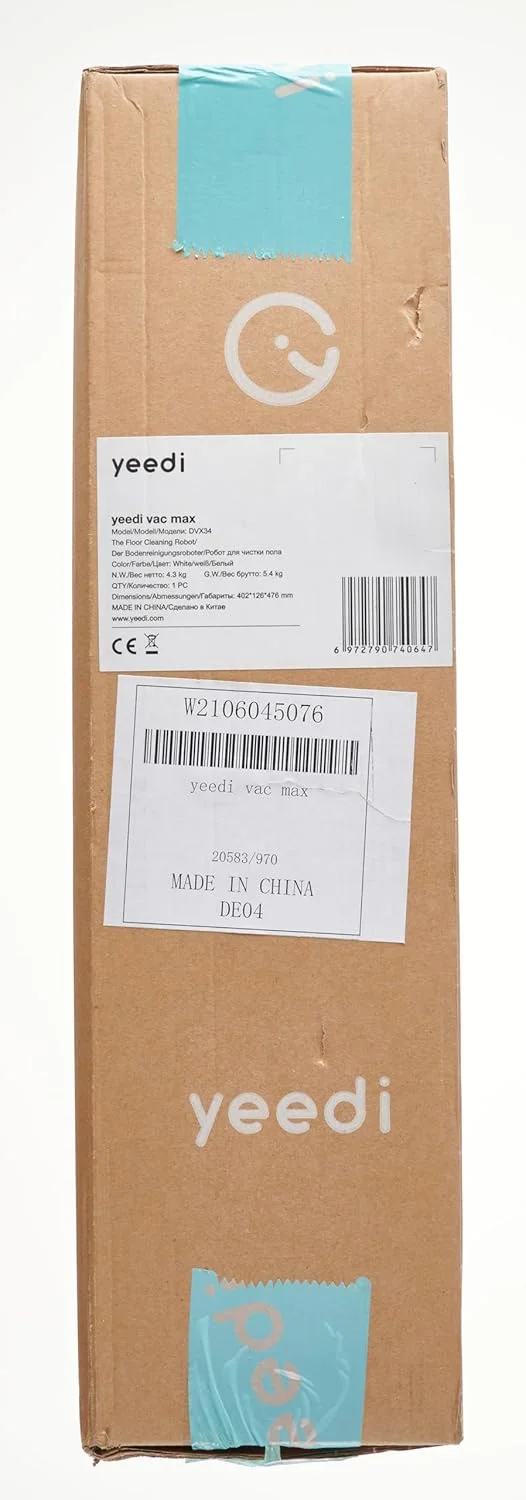 yeedi
yeedi vac max
Model/Modell/Модели: DVX34
The Floor Cleaning Robot/
Der Bodenreinigungsroboter/Робот для чистки пола
Color/Farbe/Цвет: White/weiß/Белый
N.W./Вес нетто: 4.3 kg G.W./Вес брутто: 5.4 kg
QTY/Количество: 1 PC
Dimensions/Abmessungen/Габариты: 402*126*476 mm
MADE IN CHINA/Сделано в Китае
www.yeedi.com
CE
6 972790 740647
W2106045076
yeedi vac max
20583/970
MADE IN CHINA
DE04
yeedi